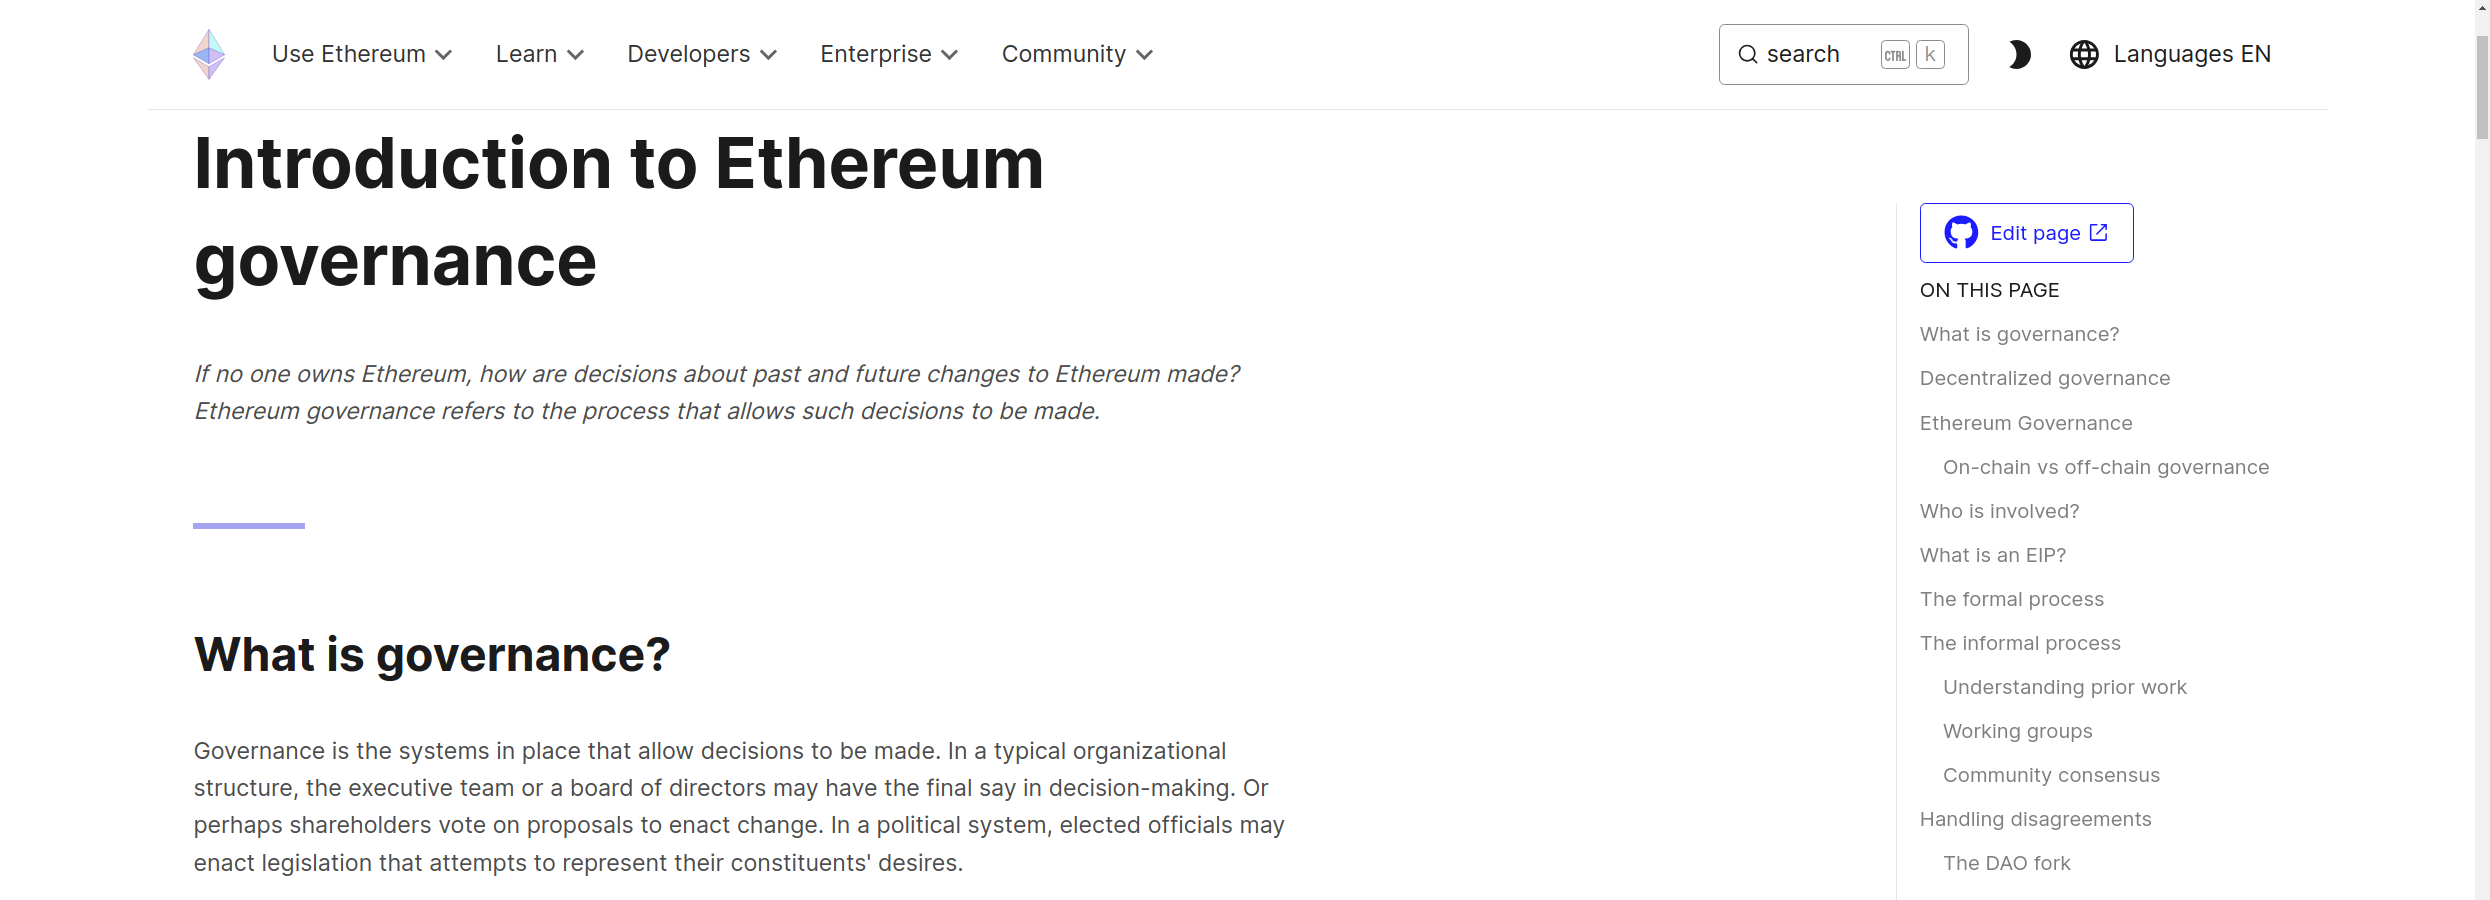 Use Ethereum
Learn
Developers
Enterprise
Community
search
CTRL k
Languages EN
Introduction to Ethereum
governance
If no one owns Ethereum, how are decisions about past and future changes to Ethereum made?
Ethereum governance refers to the process that allows such decisions to be made.
What is governance?
Governance is the systems in place that allow decisions to be made. In a typical organizational
structure, the executive team or a board of directors may have the final say in decision-making. Or
perhaps shareholders vote on proposals to enact change. In a political system, elected officials may
enact legislation that attempts to represent their constituents' desires.
Edit page
ON THIS PAGE
What is governance?
Decentralized governance
Ethereum Governance
On-chain vs off-chain governance
Who is involved?
What is an EIP?
The formal process
The informal process
Understanding prior work
Working groups
Community consensus
Handling disagreements
The DAO fork